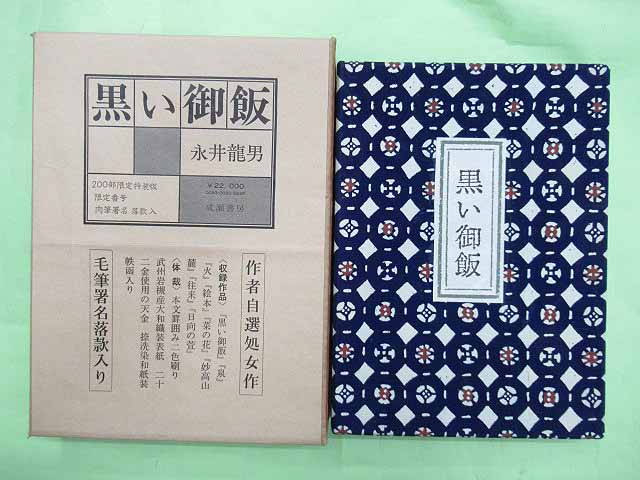 黒い御飯
永井龍男
200部限定特装版
限定番号
肉筆署名落款入
￥22,000
成瀬書房
作者自選処女作
〈収録作品〉『黒い御飯』『泉』
『火』『絵本』『菜の花』『妙高山
麓』『往来』『日向の萱』
〈体裁〉本文罫囲み二色刷り
武州岩槻産大和織装表紙 二十
二金使用の天金 捺洗染和紙装
帙函入り
毛筆署名落款入り
黒い御飯